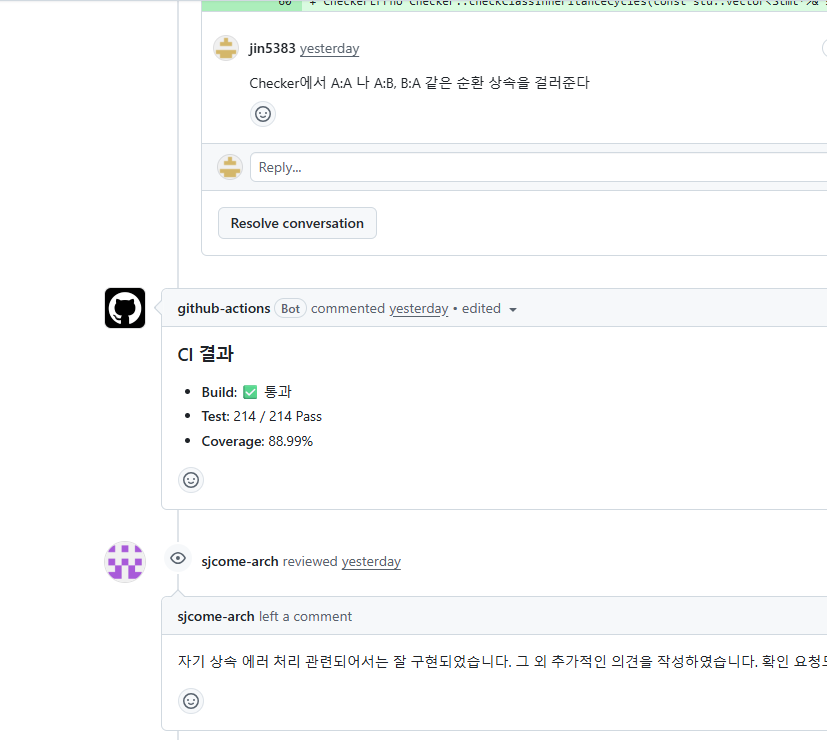 60 + CheckerErrno Checker::checkClassInheritanceCycles(const std::vector<Stmt*>&
jin5383 yesterday
Checker에서 A:A 나 A:B, B:A 같은 순환 상속을 걸러준다
Reply...
Resolve conversation
github-actions Bot commented yesterday • edited
CI 결과
Build: ✅ 통과
Test: 214 / 214 Pass
Coverage: 88.99%
sjcome-arch reviewed yesterday
sjcome-arch left a comment
자기 상속 에러 처리 관련되어서는 잘 구현되었습니다. 그 외 추가적인 의견을 작성하였습니다. 확인